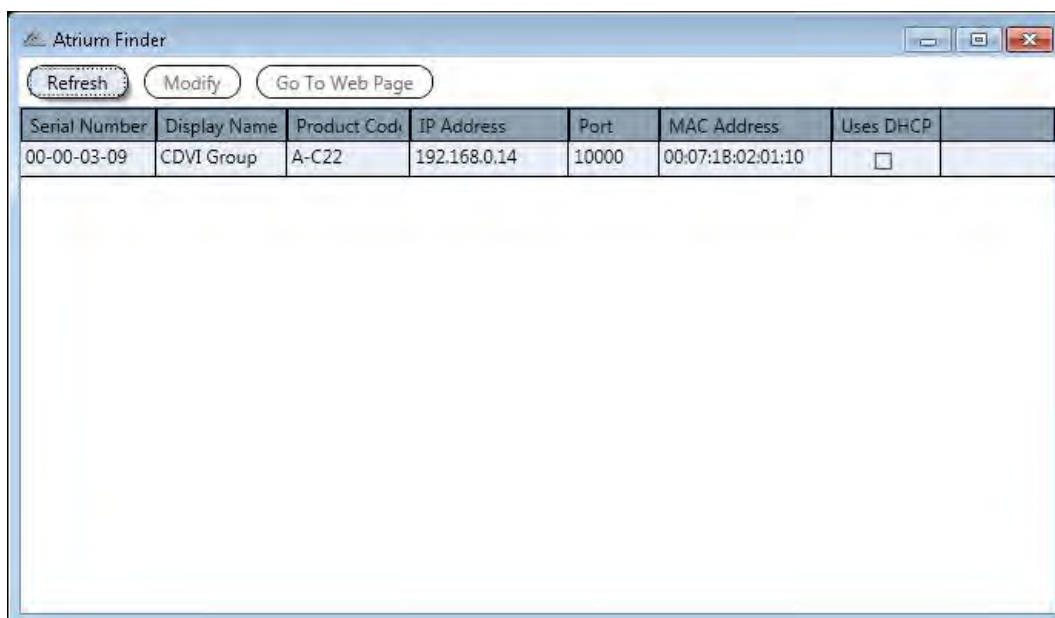 Atrium Finder
Refresh Modify Go To Web Page
Serial Number Display Name Product Cod IP Address Port MAC Address Uses DHCP
00-00-03-09 CDVI Group A-C22 192.168.0.14 10000 00:07:1B:02:01:10